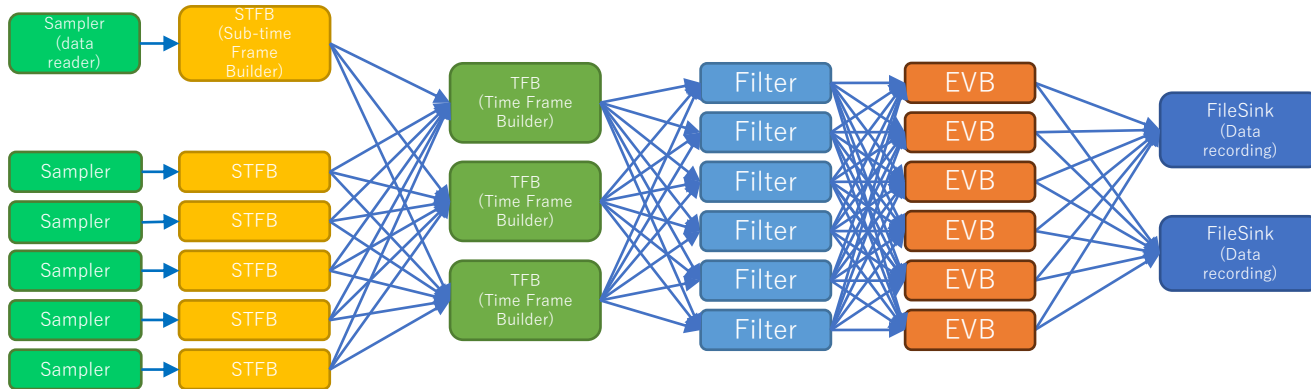 Sampler
(data
reader)
STFB
(Sub-time
Frame
Builder)
Sampler
STFB
Sampler
STFB
Sampler
STFB
Sampler
STFB
Sampler
STFB
TFB
(Time Frame
Builder)
TFB
(Time Frame
Builder)
TFB
(Time Frame
Builder)
Filter
Filter
Filter
Filter
Filter
Filter
EVB
EVB
EVB
EVB
EVB
EVB
FileSink
(Data
recording)
FileSink
(Data
recording)